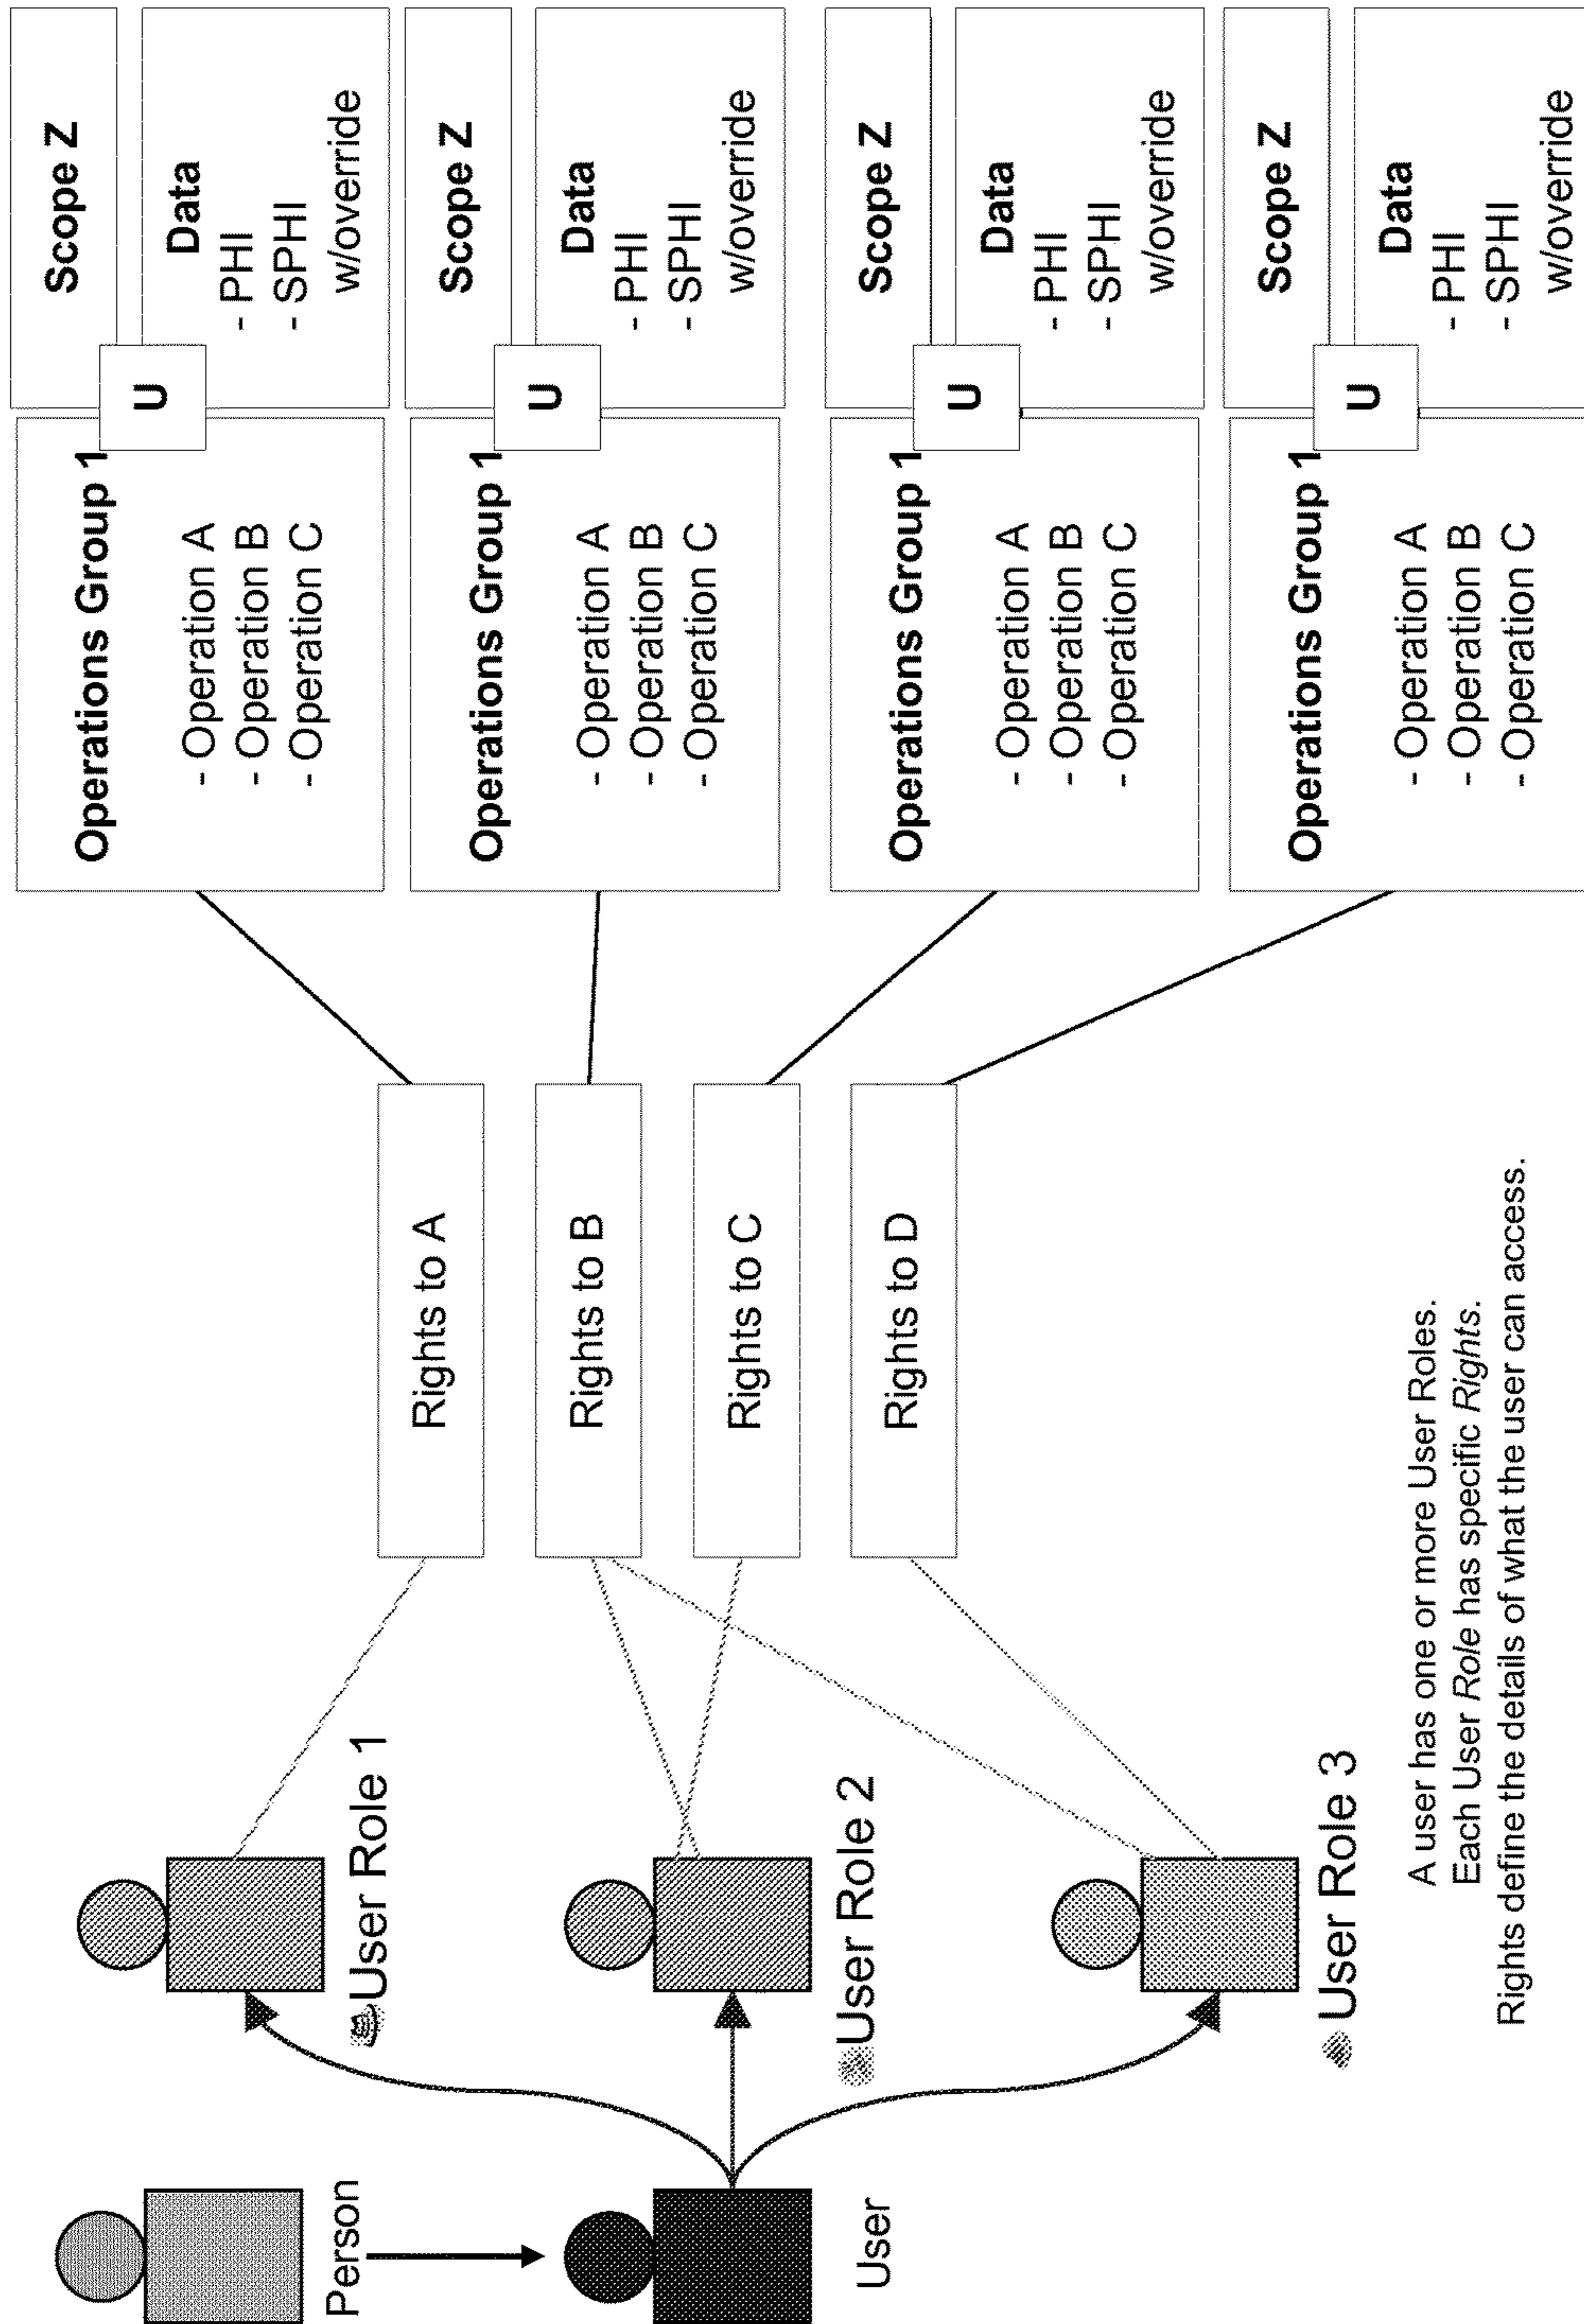 Person
User
User Role 1
User Role 2
User Role 3
Rights to A
Rights to B
Rights to C
Rights to D
Operations Group 1
- Operation A
- Operation B
- Operation C
U
Scope Z
Data
- PHI
- SPHI
w/override
Operations Group 1
- Operation A
- Operation B
- Operation C
U
Scope Z
Data
- PHI
- SPHI
w/override
Operations Group 1
- Operation A
- Operation B
- Operation C
U
Scope Z
Data
- PHI
- SPHI
w/override
Operations Group 1
- Operation A
- Operation B
- Operation C
U
Scope Z
Data
- PHI
- SPHI
w/override
A user has one or more User Roles.
Each User Role has specific Rights.
Rights define the details of what the user can access.